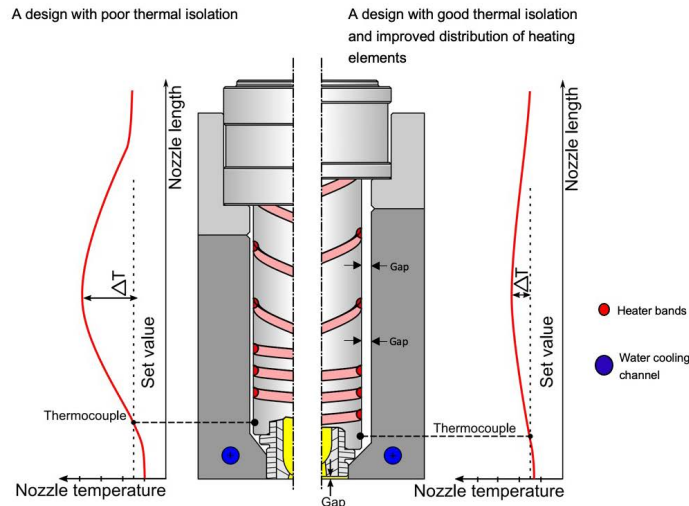 A design with poor thermal isolation
A design with good thermal isolation
and improved distribution of heating
elements
Nozzle length
Nozzle length
ΔT
Set value
Gap
Gap
ΔT
Set value
Heater bands
Water cooling
channel
Thermocouple
Thermocouple
Nozzle temperature
Gap
Nozzle temperature